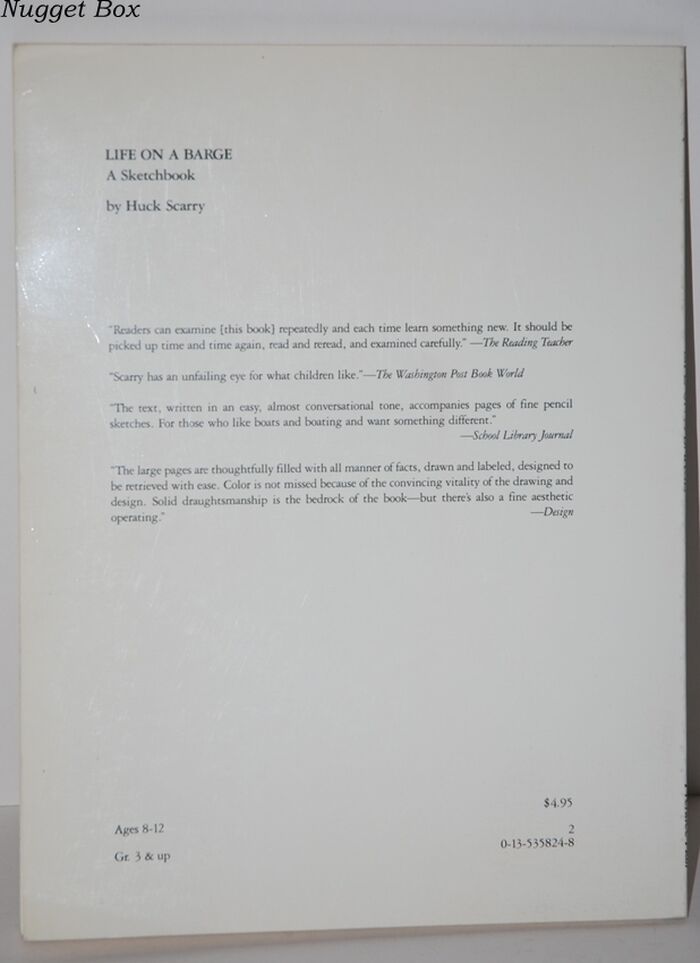 Nugget Box
LIFE ON A BARGE
A Sketchbook
by Huck Scarry
"Readers can examine [this book] repeatedly and each time learn something new. It should be
picked up time and time again, read and reread, and examined carefully." —The Reading Teacher
"Scarry has an unfailing eye for what children like."—The Washington Post Book World
"The text, written in an easy, almost conversational tone, accompanies pages of fine pencil
sketches. For those who like boats and boating and want something different."
—School Library Journal
"The large pages are thoughtfully filled with all manner of facts, drawn and labeled, designed to
be retrieved with ease. Color is not missed because of the convincing vitality of the drawing and
design. Solid draughtsmanship is the bedrock of the book—but there's also a fine aesthetic
operating." —Design
$4.95
Ages 8-12 2
0-13-535824-8
Gr. 3 & up